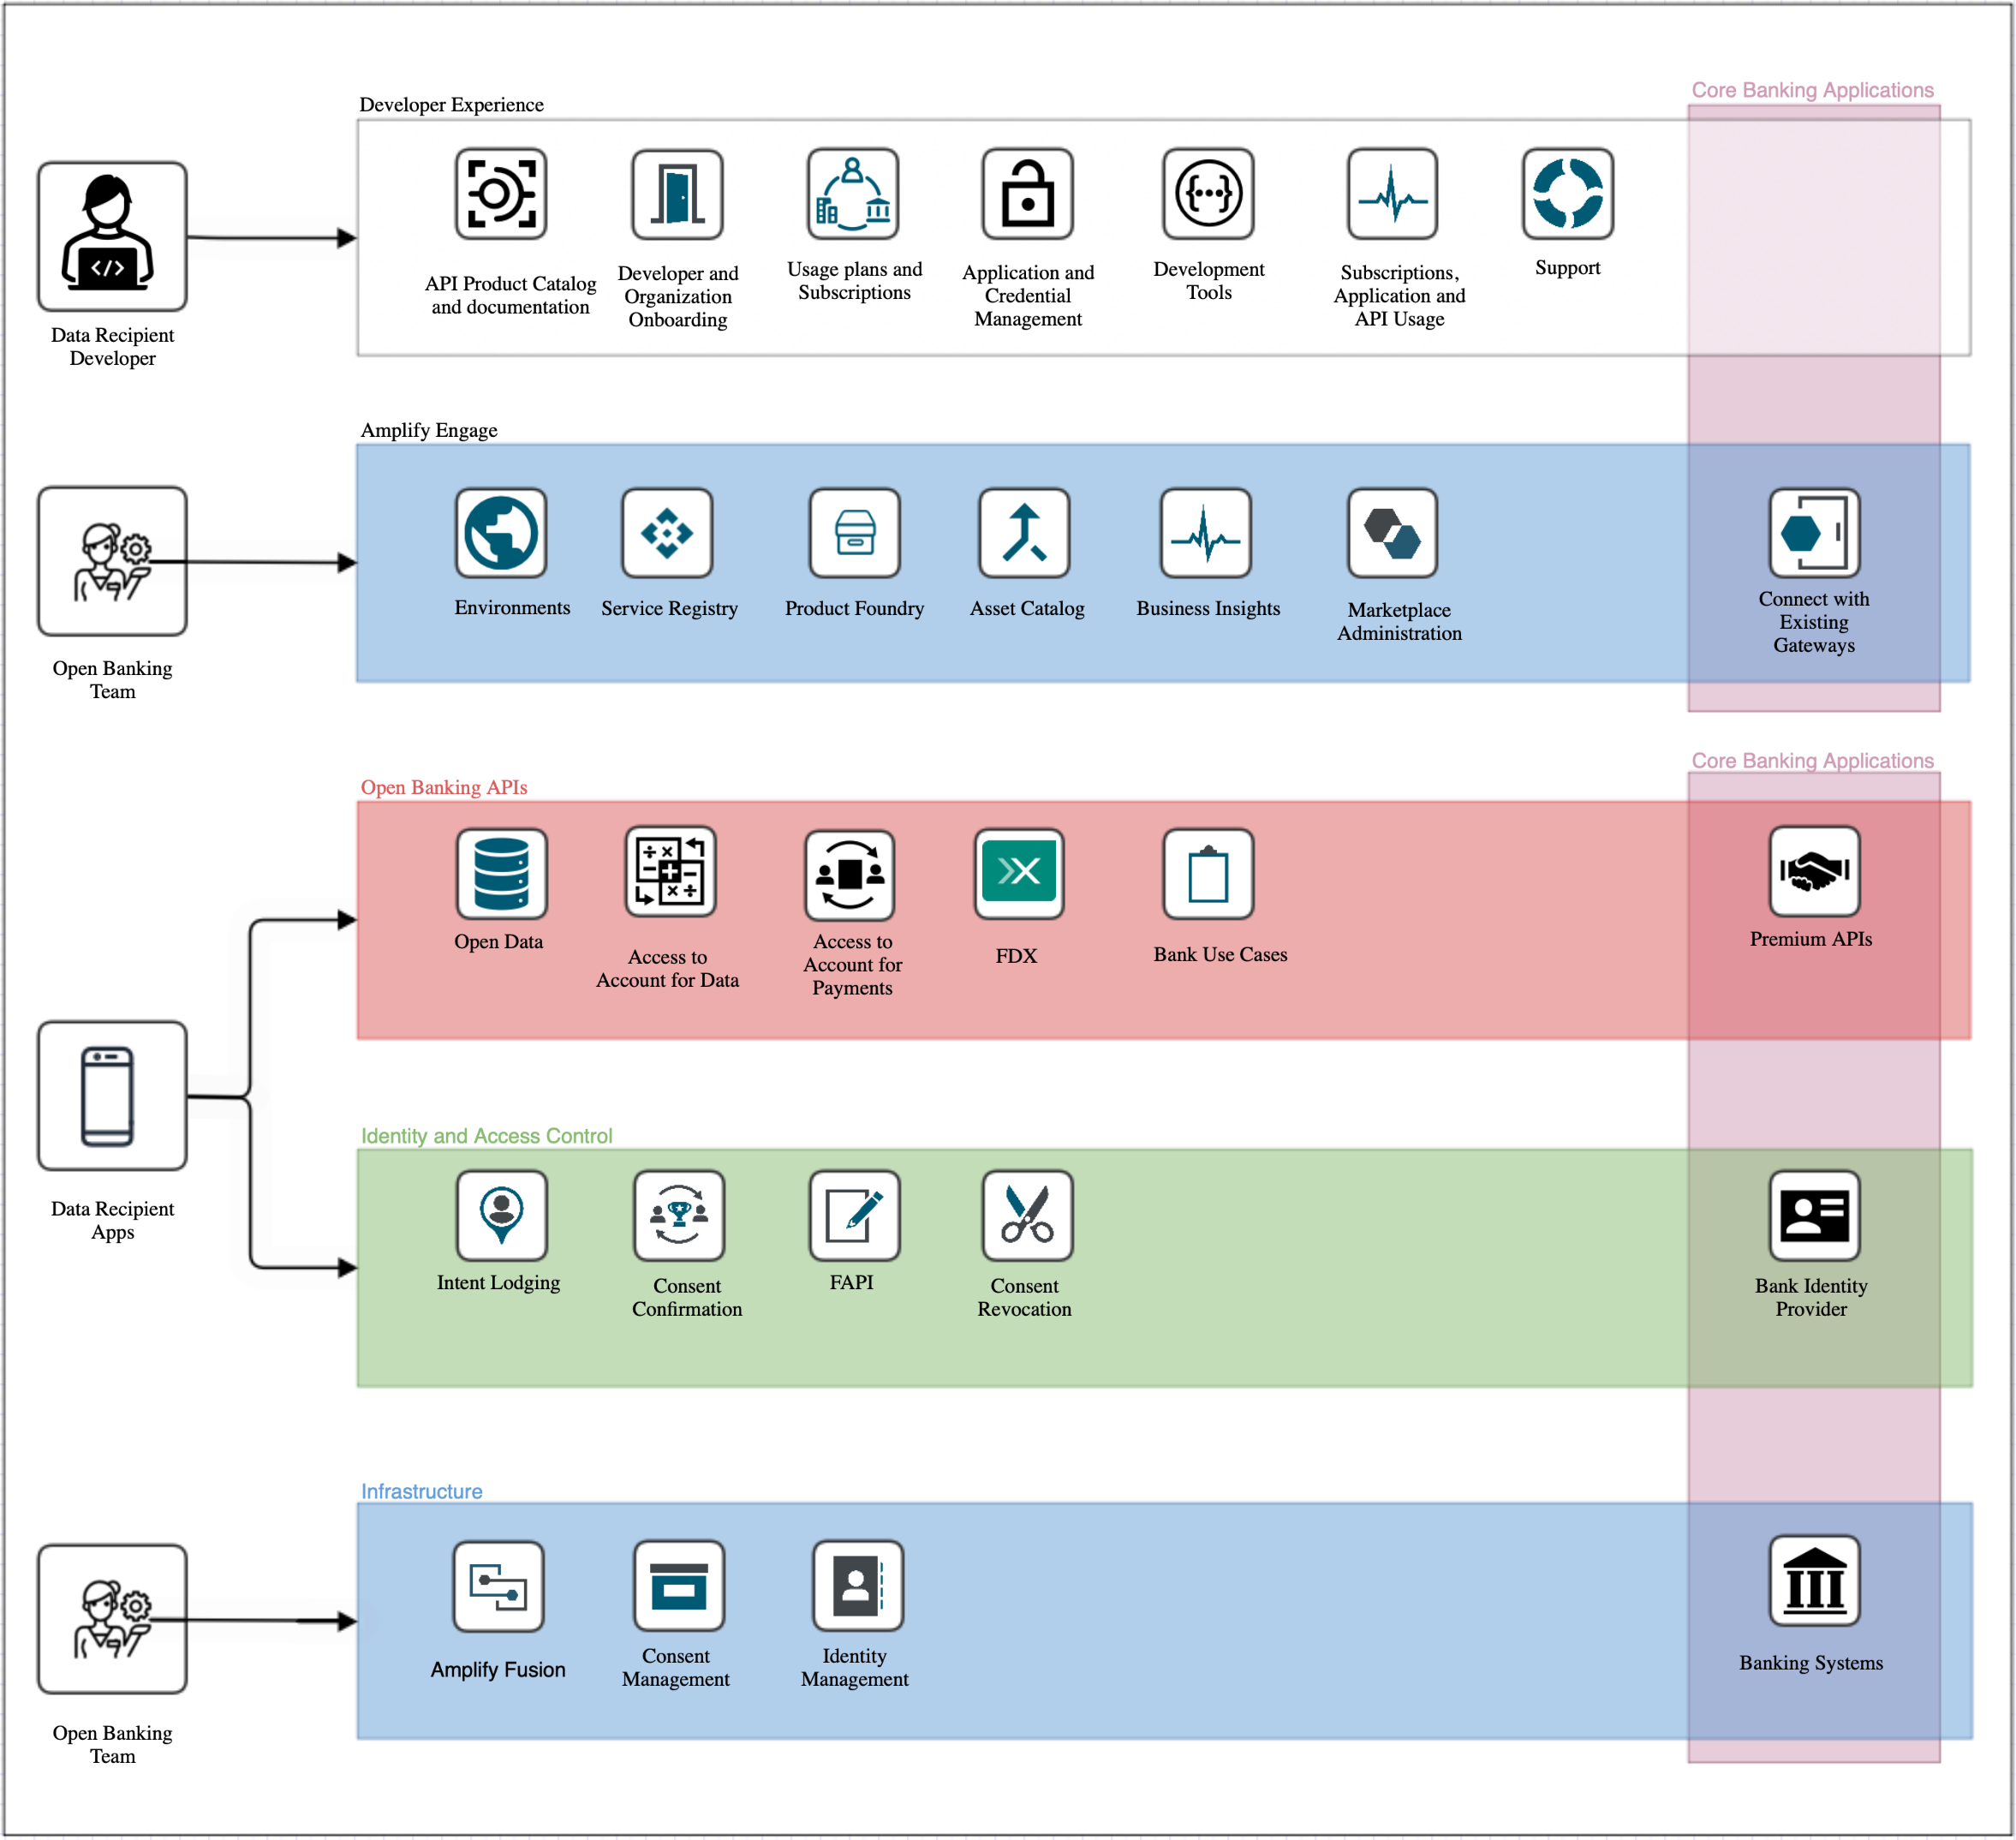 Core Banking Applications
Developer Experience
</>
{···}
Data Recipient
Developer
API Product Catalog
and documentation
Developer and
Organization
Onboarding
Usage plans and
Subscriptions
Application and
Credential
Management
Development
Tools
Subscriptions,
Application and
API Usage
Support
Amplify Engage
Open Banking
Team
Environments
Service Registry
Product Foundry
Asset Catalog
Business Insights
Marketplace
Administration
Connect with
Existing
Gateways
Core Banking Applications
Open Banking APIs
Open Data
Access to
Account for Data
Access to
Account for
Payments
FDX
Bank Use Cases
Premium APIs
Data Recipient
Apps
Identity and Access Control
Intent Lodging
Consent
Confirmation
FAPI
Consent
Revocation
Bank Identity
Provider
Infrastructure
Open Banking
Team
Amplify Fusion
Consent
Management
Identity
Management
Banking Systems